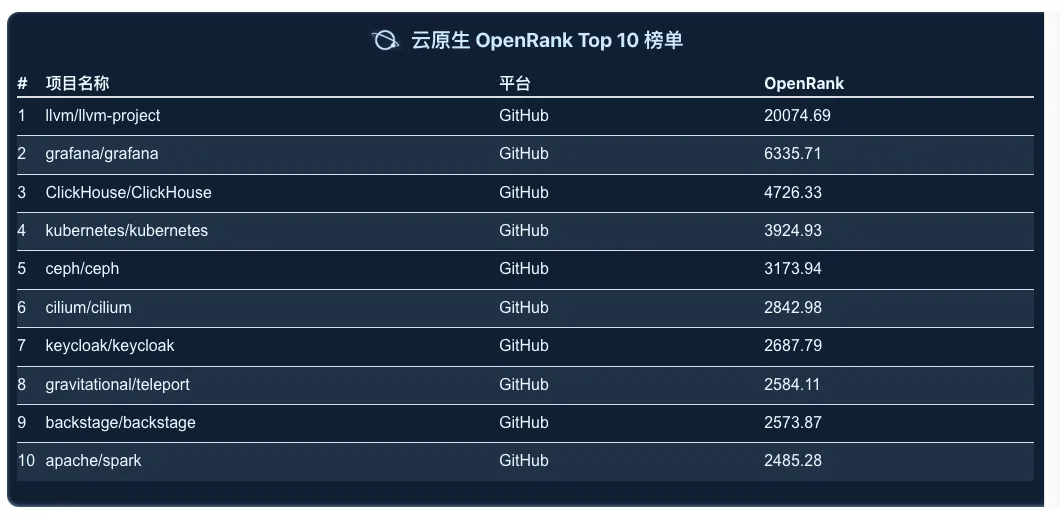 云原生 OpenRank Top 10 榜单
# 项目名称 平台 OpenRank
1 llvm/llvm-project GitHub 20074.69
2 grafana/grafana GitHub 6335.71
3 ClickHouse/ClickHouse GitHub 4726.33
4 kubernetes/kubernetes GitHub 3924.93
5 ceph/ceph GitHub 3173.94
6 cilium/cilium GitHub 2842.98
7 keycloak/keycloak GitHub 2687.79
8 gravitational/teleport GitHub 2584.11
9 backstage/backstage GitHub 2573.87
10 apache/spark GitHub 2485.28